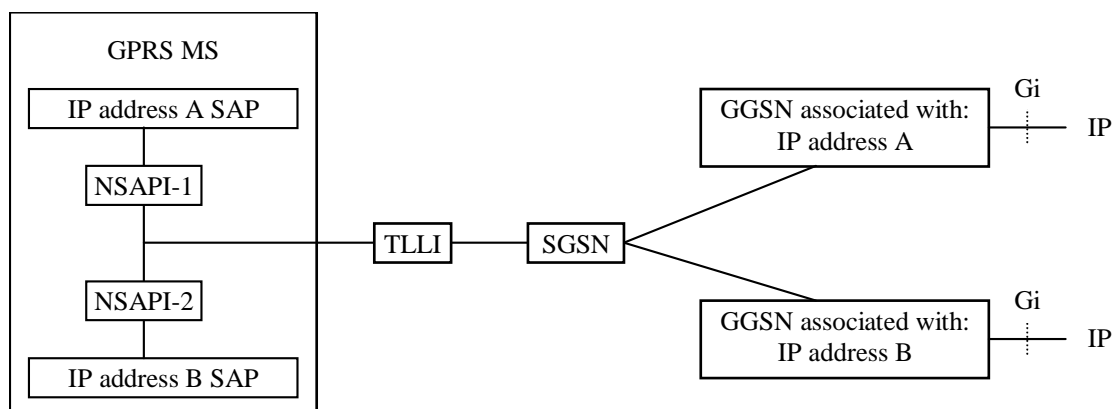 GPRS MS
IP address A SAP
NSAPI-1
NSAPI-2
IP address B SAP
TLLI
SGSN
GGSN associated with:
IP address A
Gi
IP
GGSN associated with:
IP address B
Gi
IP